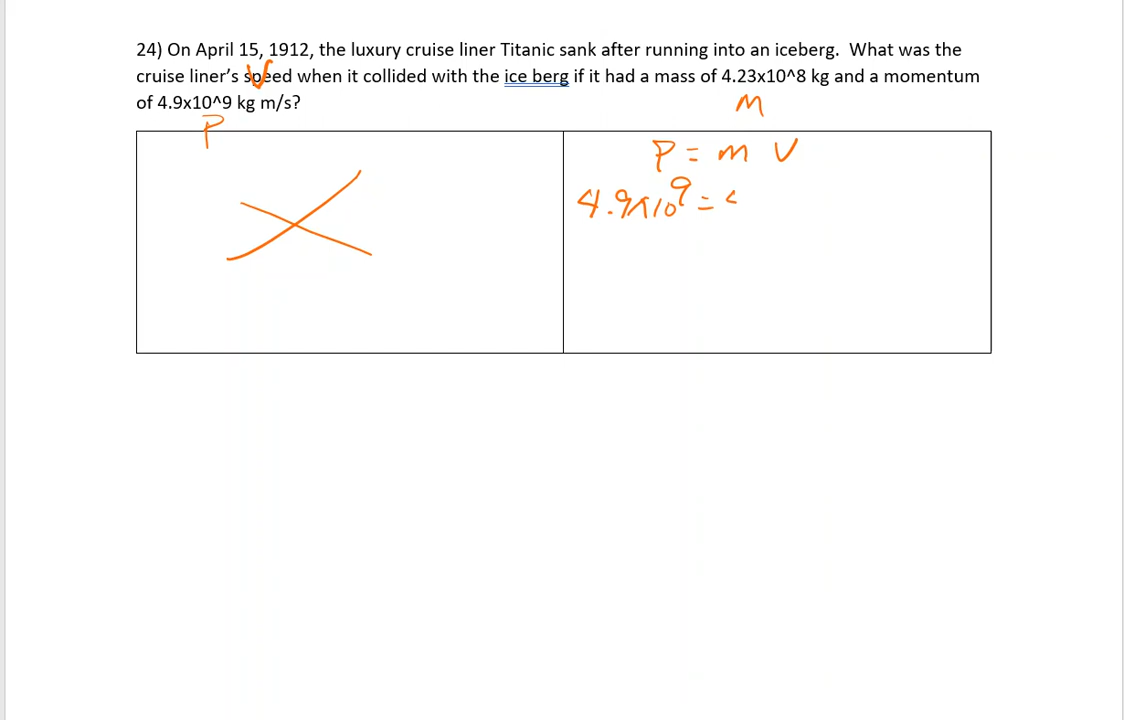 24) On April 15, 1912, the luxury cruise liner Titanic sank after running into an iceberg.  What was the
cruise liner's speed when it collided with the ice berg if it had a mass of 4.23x10^8 kg and a momentum
of 4.9x10^9 kg m/s?
V
M
P
P = m v
4.9x10⁹ =